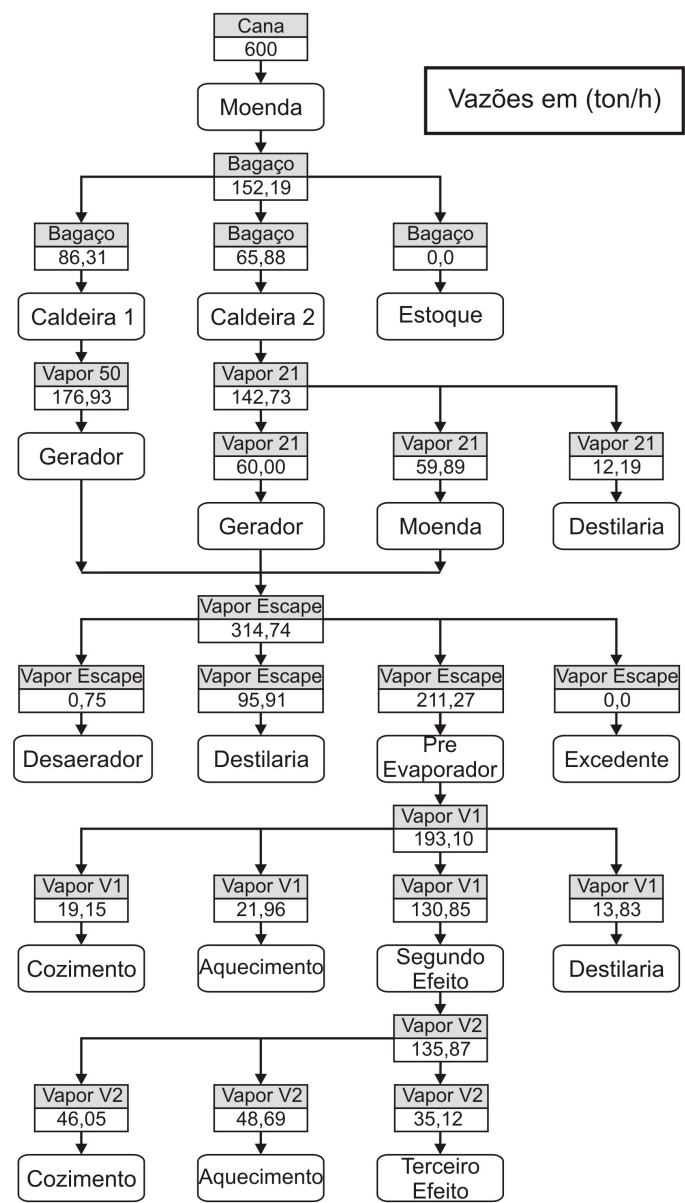 Cana
600
Vazões em (ton/h)
Moenda
Bagaço
152,19
Bagaço
86,31
Bagaço
65,88
Bagaço
0,0
Caldeira 1
Caldeira 2
Estoque
Vapor 50
176,93
Vapor 21
142,73
Gerador
Vapor 21
60,00
Vapor 21
59,89
Vapor 21
12,19
Gerador
Moenda
Destilaria
Vapor Escape
314,74
Vapor Escape
0,75
Vapor Escape
95,91
Vapor Escape
211,27
Vapor Escape
0,0
Desaerador
Destilaria
Pre
Evaporador
Excedente
Vapor V1
193,10
Vapor V1
19,15
Vapor V1
21,96
Vapor V1
130,85
Vapor V1
13,83
Cozimento
Aquecimento
Segundo
Efeito
Destilaria
Vapor V2
135,87
Vapor V2
46,05
Vapor V2
48,69
Vapor V2
35,12
Cozimento
Aquecimento
Terceiro
Efeito